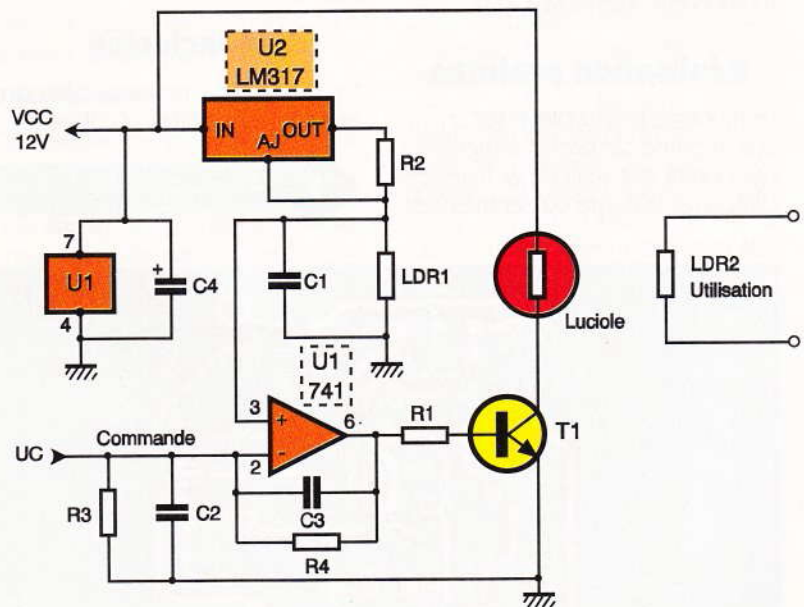 U2
LM317
VCC
12V
IN
AJ
OUT
R2
7
U1
4
+
C4
C1
LDR1
Luciole
LDR2
Utilisation
U1
741
3
+
6
2
-
R1
T1
UC
Commande
R3
C2
C3
R4